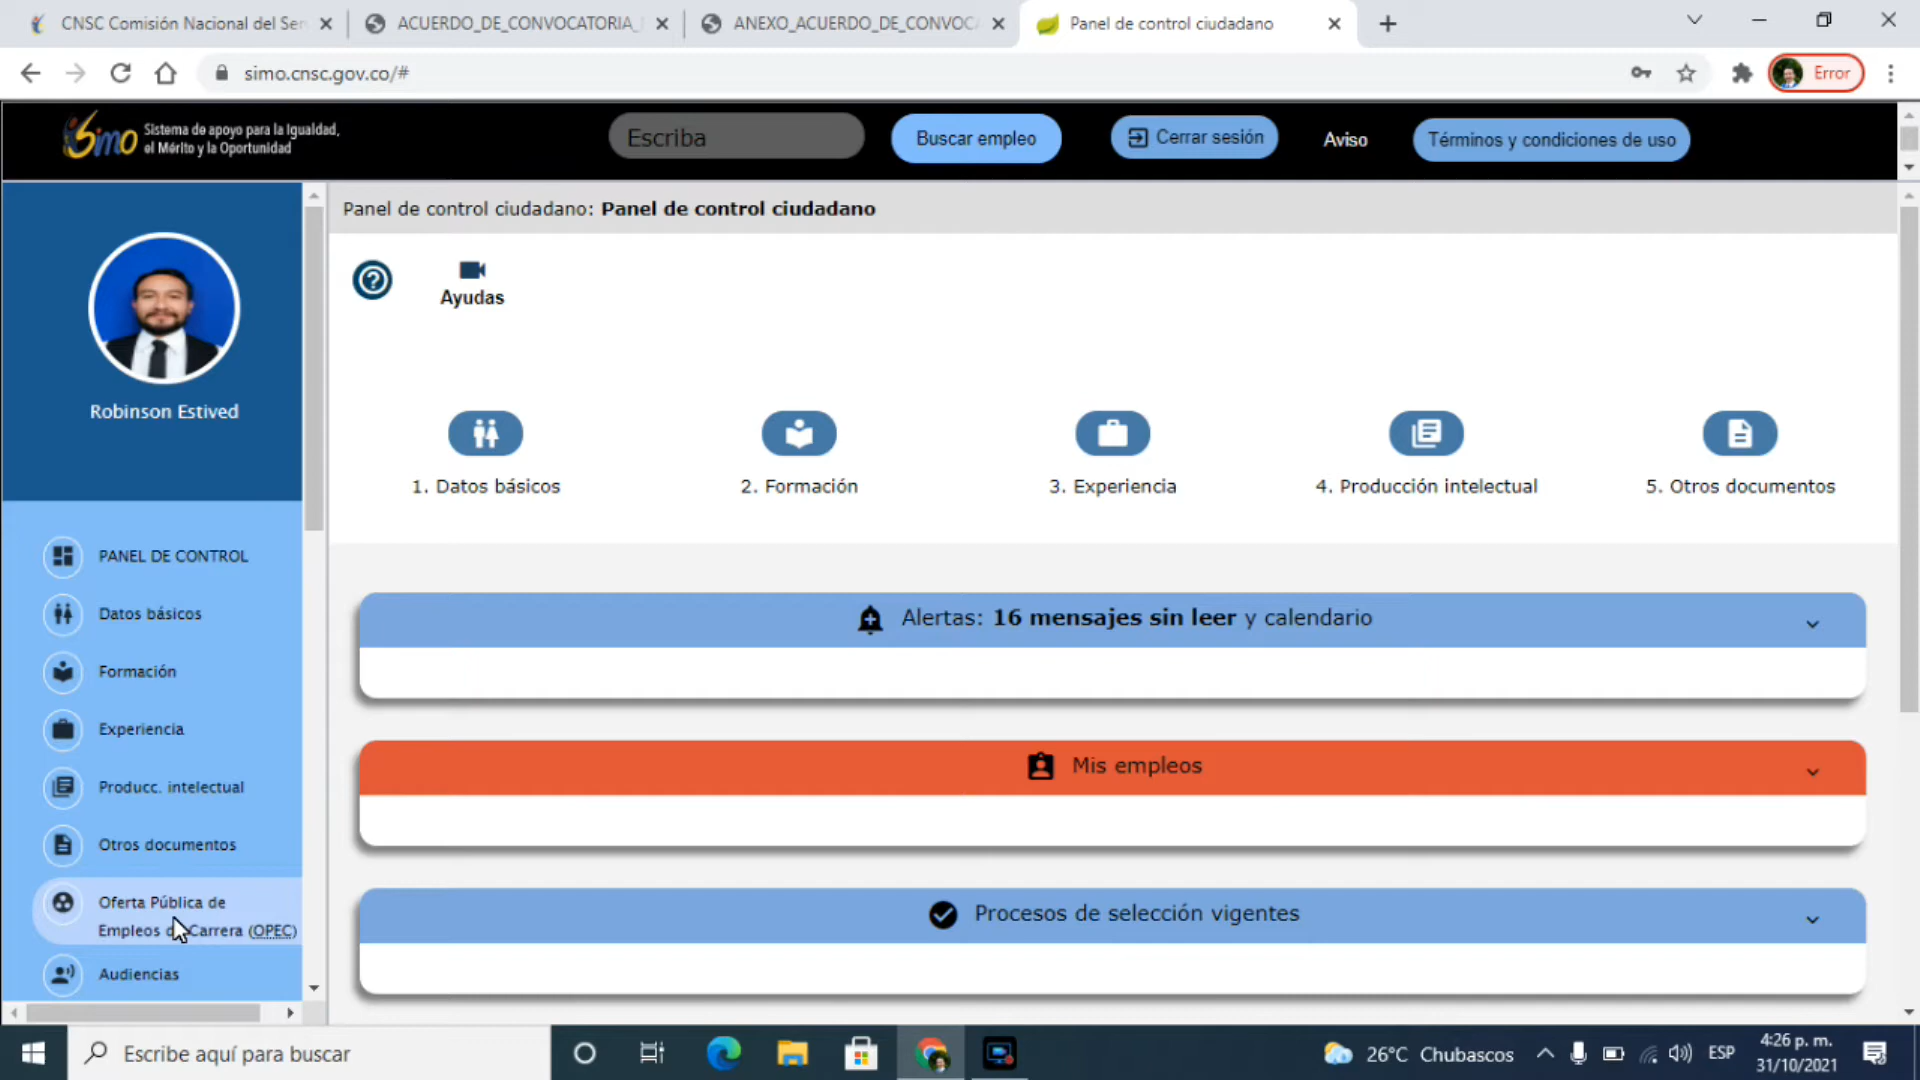 CNSC Comisión Nacional del Ser
ACUERDO_DE_CONVOCATORIA_
ANEXO_ACUERDO_DE_CONVOCA
Panel de control ciudadano
simo.cnsc.gov.co/#
Error
Simo Sistema de apoyo para la Igualdad,
el Mérito y la Oportunidad
Escriba
Buscar empleo
Cerrar sesión
Aviso
Términos y condiciones de uso
Panel de control ciudadano: Panel de control ciudadano
Ayudas
Robinson Estived
1. Datos básicos
2. Formación
3. Experiencia
4. Producción intelectual
5. Otros documentos
PANEL DE CONTROL
Datos básicos
Formación
Experiencia
Producc. intelectual
Otros documentos
Oferta Pública de
Empleos de Carrera (OPEC)
Audiencias
Alertas: 16 mensajes sin leer y calendario
Mis empleos
Procesos de selección vigentes
Escribe aquí para buscar
26°C Chubascos
ESP
4:26 p. m.
31/10/2021